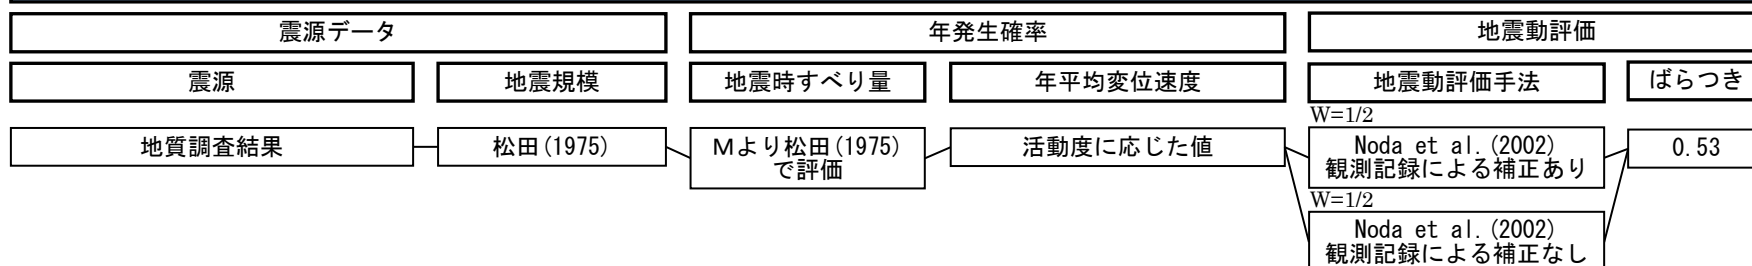 震源データ
年発生確率
地震動評価
震源
地震規模
地震時すべり量
年平均変位速度
地震動評価手法
ばらつき
地質調査結果
松田(1975)
Mより松田(1975)
で評価
活動度に応じた値
W=1/2
Noda et al.(2002)
観測記録による補正あり
0.53
W=1/2
Noda et al.(2002)
観測記録による補正なし